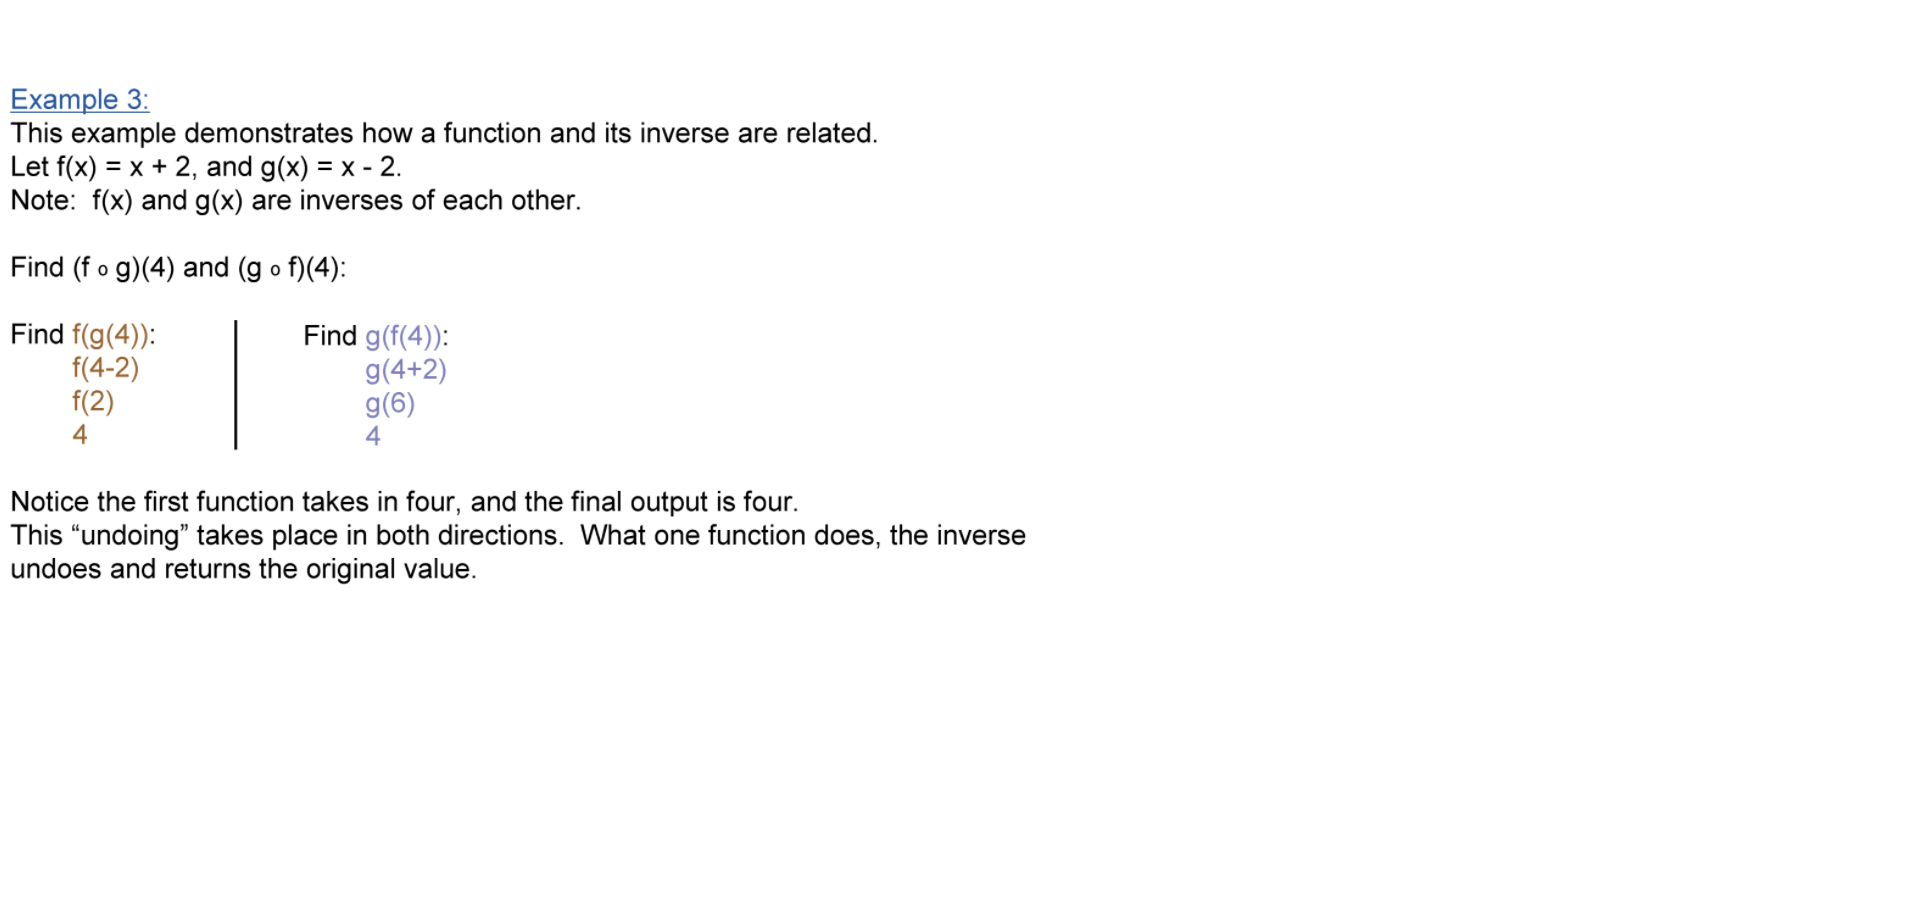 Example 3:
This example demonstrates how a function and its inverse are related.
Let f(x) = x + 2, and g(x) = x - 2.
Note:  f(x) and g(x) are inverses of each other.
Find (f o g)(4) and (g o f)(4):
Find f(g(4)):
f(4-2)
f(2)
4
Find g(f(4)):
g(4+2)
g(6)
4
Notice the first function takes in four, and the final output is four.
This “undoing” takes place in both directions.  What one function does, the inverse
undoes and returns the original value.